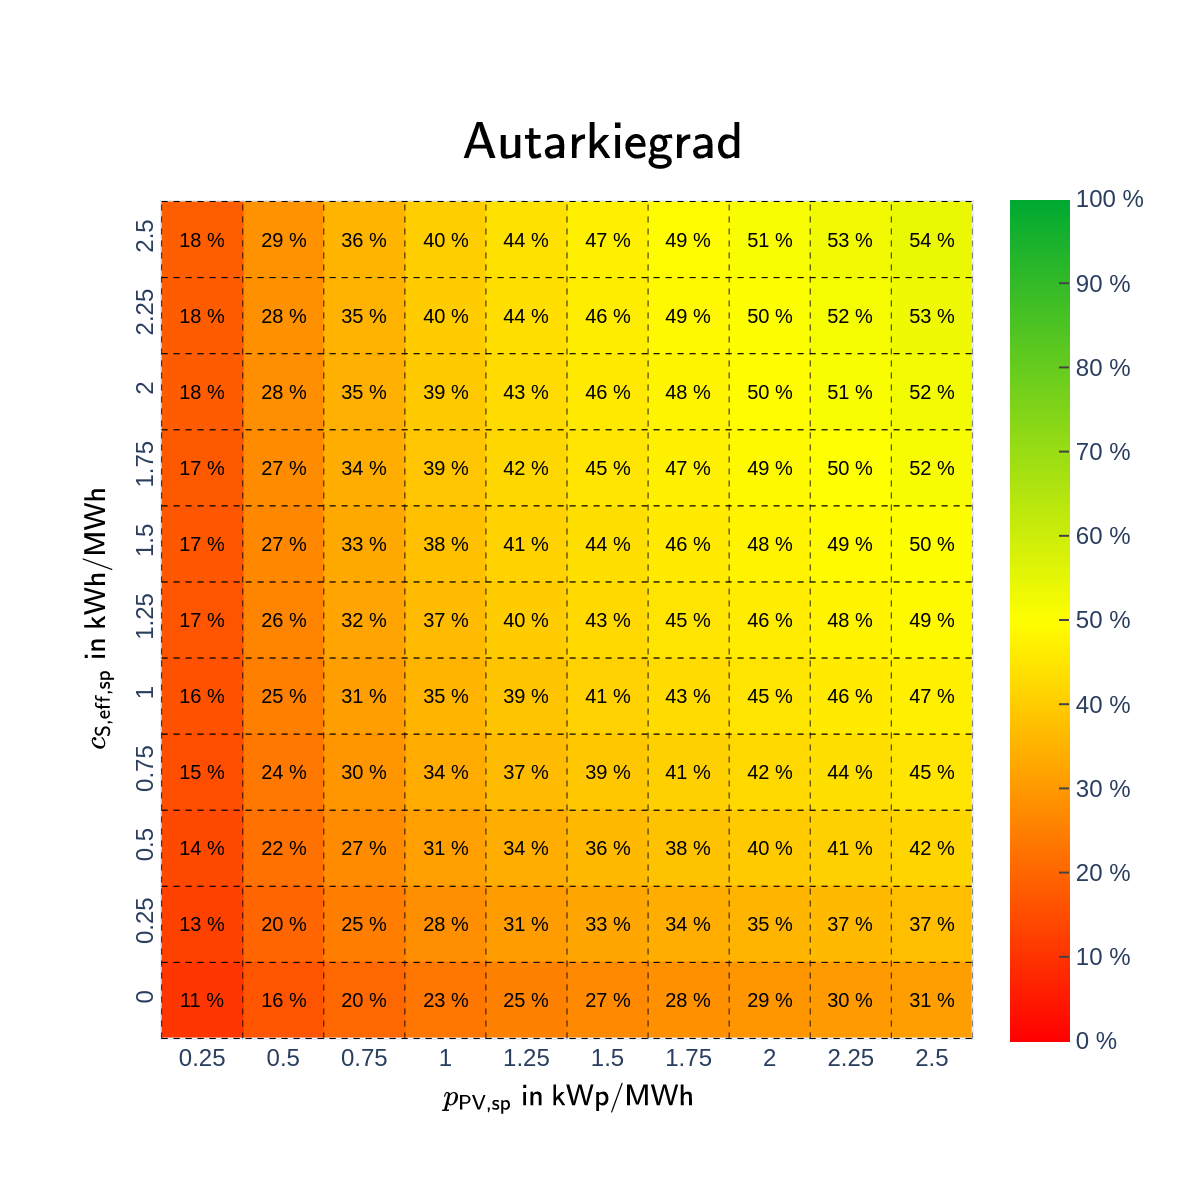 Autarkiegrad
2.5 18 % 29 % 36 % 40 % 44 % 47 % 49 % 51 % 53 % 54 %
2.25 18 % 28 % 35 % 40 % 44 % 46 % 49 % 50 % 52 % 53 %
2 18 % 28 % 35 % 39 % 43 % 46 % 48 % 50 % 51 % 52 %
1.75 17 % 27 % 34 % 39 % 42 % 45 % 47 % 49 % 50 % 52 %
1.5 17 % 27 % 33 % 38 % 41 % 44 % 46 % 48 % 49 % 50 %
1.25 17 % 26 % 32 % 37 % 40 % 43 % 45 % 46 % 48 % 49 %
1 16 % 25 % 31 % 35 % 39 % 41 % 43 % 45 % 46 % 47 %
0.75 15 % 24 % 30 % 34 % 37 % 39 % 41 % 42 % 44 % 45 %
0.5 14 % 22 % 27 % 31 % 34 % 36 % 38 % 40 % 41 % 42 %
0.25 13 % 20 % 25 % 28 % 31 % 33 % 34 % 35 % 37 % 37 %
0 11 % 16 % 20 % 23 % 25 % 27 % 28 % 29 % 30 % 31 %
0.25 0.5 0.75 1 1.25 1.5 1.75 2 2.25 2.5
p PV,sp in kWp/MWh
c S,eff,sp in kWh/MWh
100 %
90 %
80 %
70 %
60 %
50 %
40 %
30 %
20 %
10 %
0 %